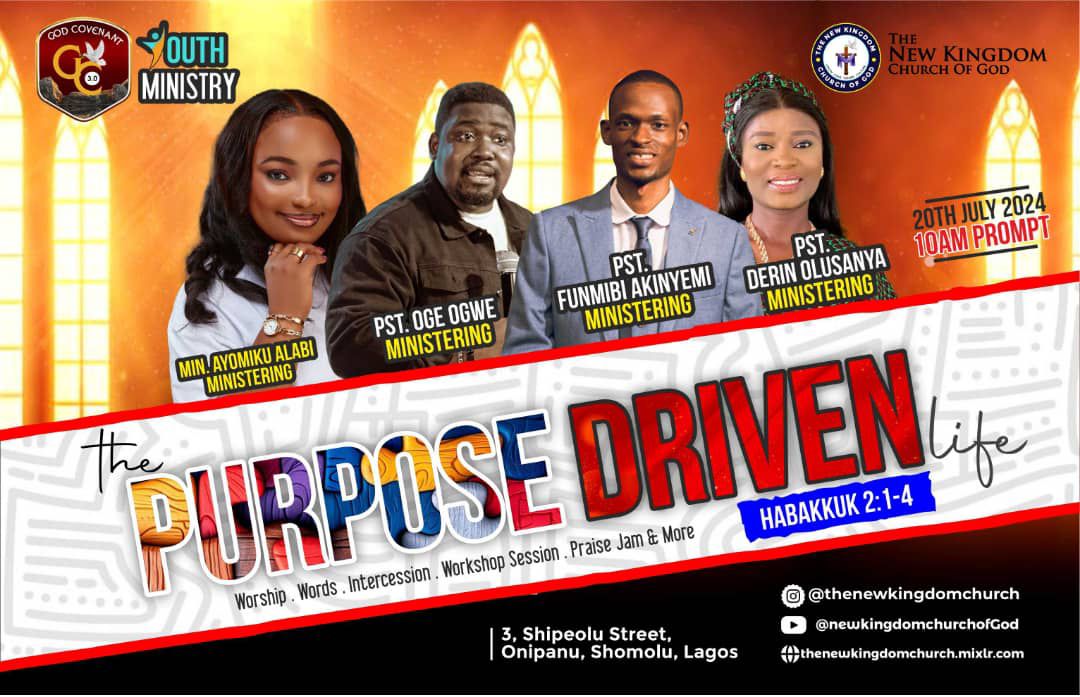 GOD COVENANT
GC
3.0
YOUTH
MINISTRY
THE NEW KINGDOM
CHURCH OF GOD
THE
NEW KINGDOM
CHURCH OF GOD
20TH JULY 2024
10AM PROMPT
MIN. AYOMIKU ALABI
MINISTERING
PST. OGE OGWE
MINISTERING
PST.
FUNMIBI AKINYEMI
MINISTERING
PST.
DERIN OLUSANYA
MINISTERING
the
PURPOSE DRIVEN
life
HABAKKUK 2:1-4
Worship . Words . Intercession . Workshop Session . Praise Jam & More
3, Shipeolu Street,
Onipanu, Shomolu, Lagos
@thenewkingdomchurch
@newkingdomchurchofGod
thenewkingdomchurch.mixlr.com